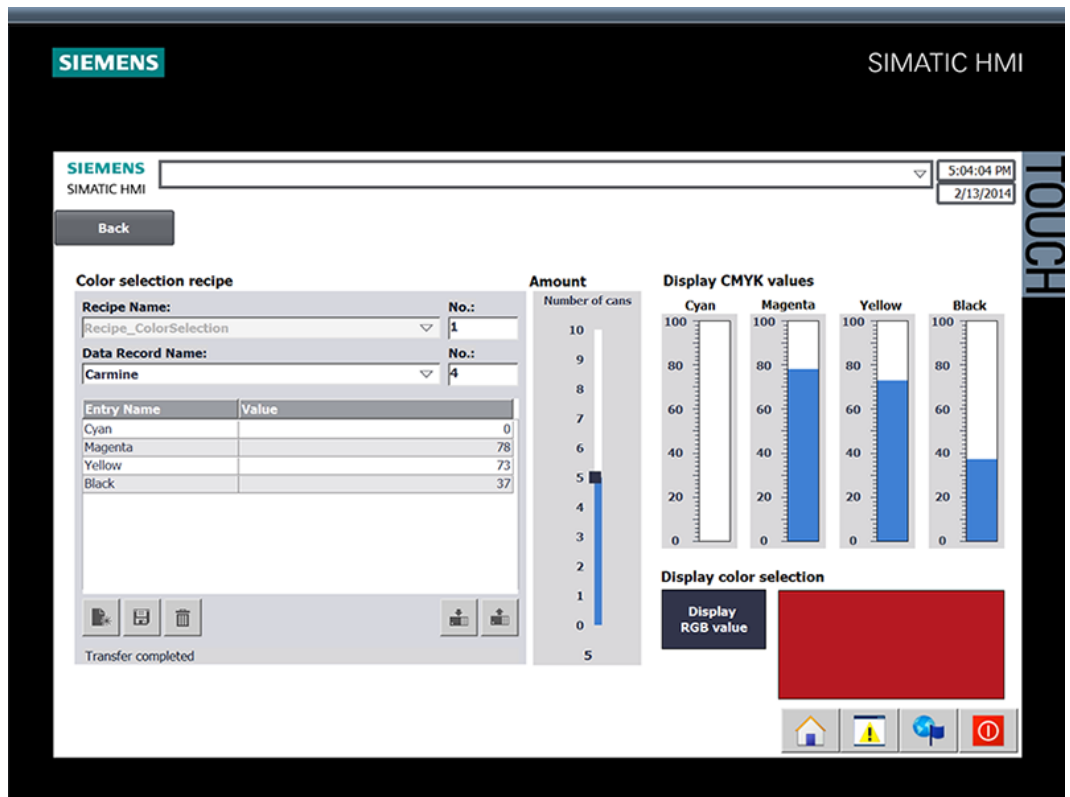 SIEMENS
SIMATIC HMI
TOUCH
SIEMENS
SIMATIC HMI
5:04:04 PM
2/13/2014
Back
Color selection recipe
Recipe Name: No.:
Recipe_ColorSelection 1
Data Record Name: No.:
Carmine 4
Entry Name Value
Cyan 0
Magenta 78
Yellow 73
Black 37
Transfer completed
Amount
Number of cans
10
9
8
7
6
5
4
3
2
1
0
5
Display CMYK values
Cyan Magenta Yellow Black
100 100 100 100
80 80 80 80
60 60 60 60
40 40 40 40
20 20 20 20
0 0 0 0
Display color selection
Display
RGB value